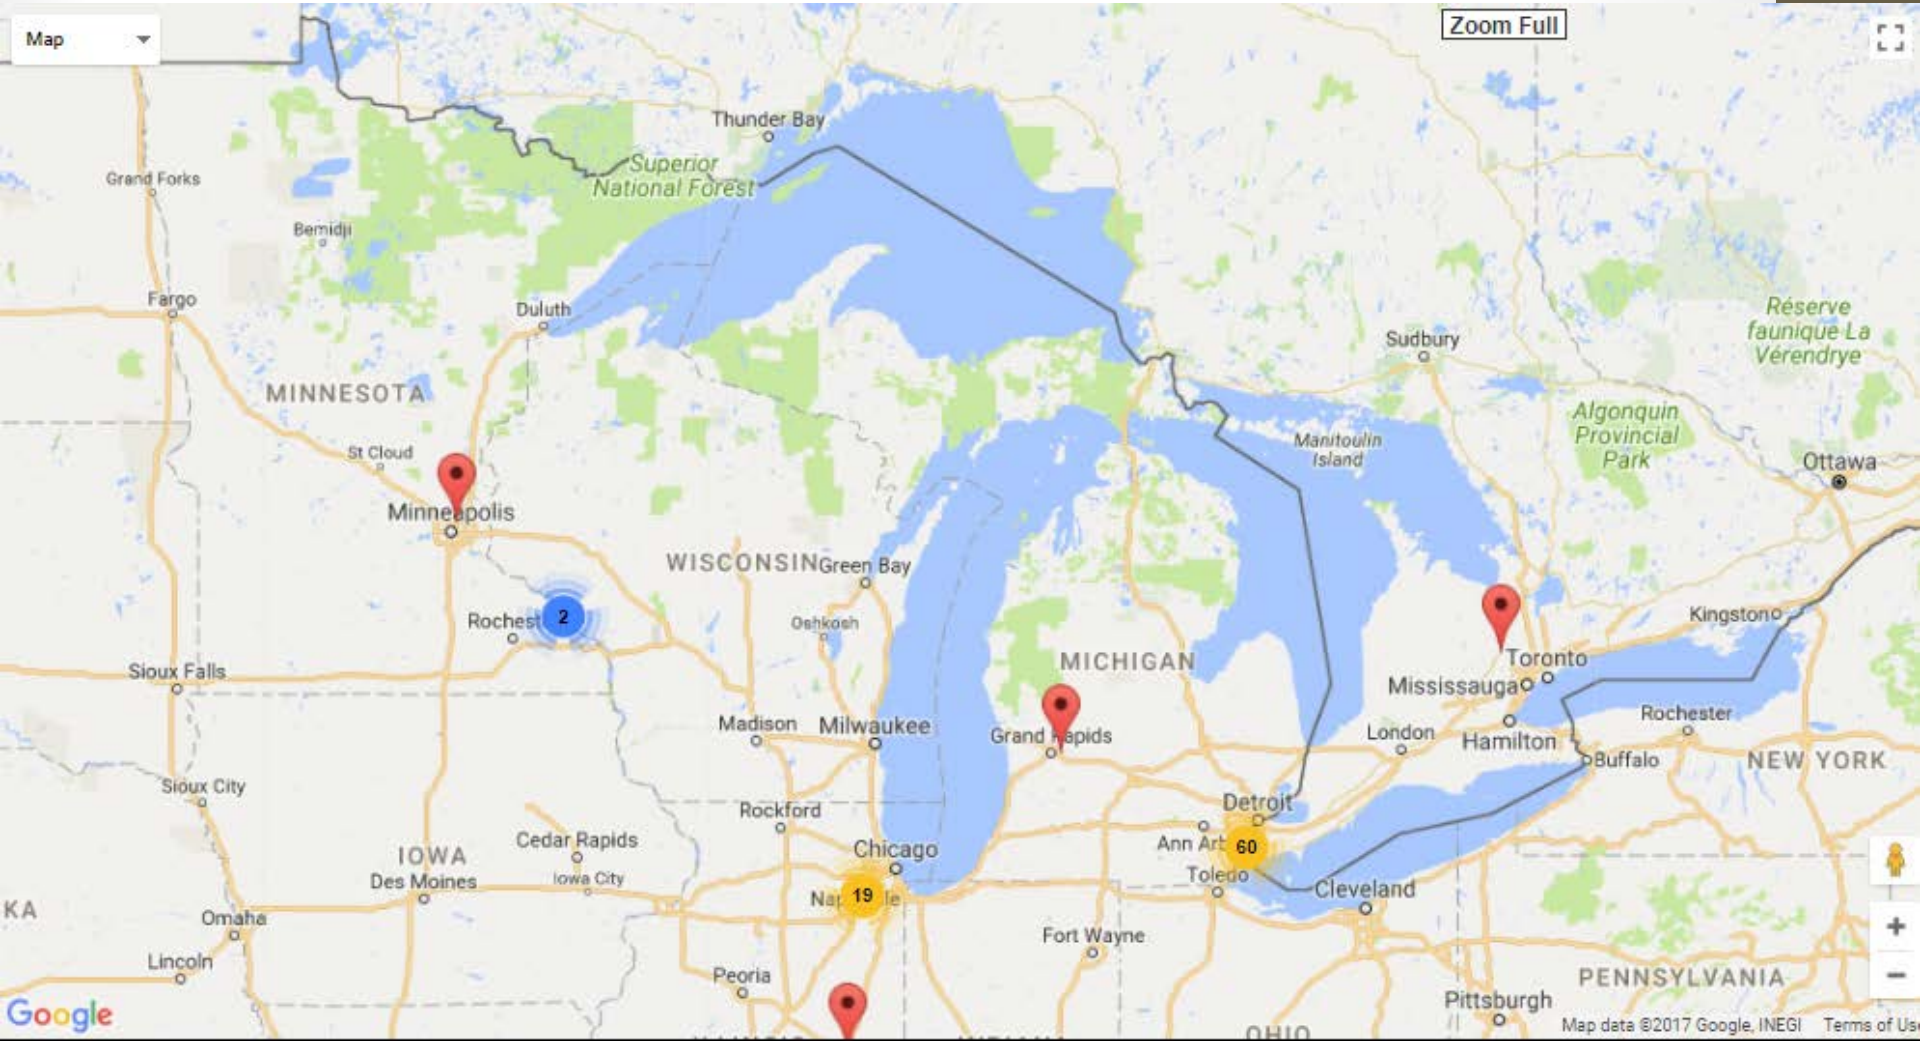 Map
Zoom Full
Thunder Bay
Superior
National Forest
Grand Forks
Bemidji
Fargo
Duluth
Sudbury
Réserve
faunique La
Vérendrye
MINNESOTA
Algonquin
Provincial
Park
Manitoulin
Island
St Cloud
Ottawa
Minneapolis
WISCONSIN
Green Bay
2
Rochest
Oshkosh
Kingston
Toronto
MICHIGAN
Sioux Falls
Mississauga
Rochester
Madison
Milwaukee
Grand Rapids
London
Hamilton
Buffalo
NEW YORK
Sioux City
Detroit
Rockford
Cedar Rapids
Ann Arb
60
Chicago
IOWA
Toledo
Iowa City
Des Moines
Cleveland
19
KA
Omaha
Fort Wayne
Lincoln
Peoria
PENNSYLVANIA
Pittsburgh
Google
Map data ©2017 Google, INEGI
Terms of Use
OHIO